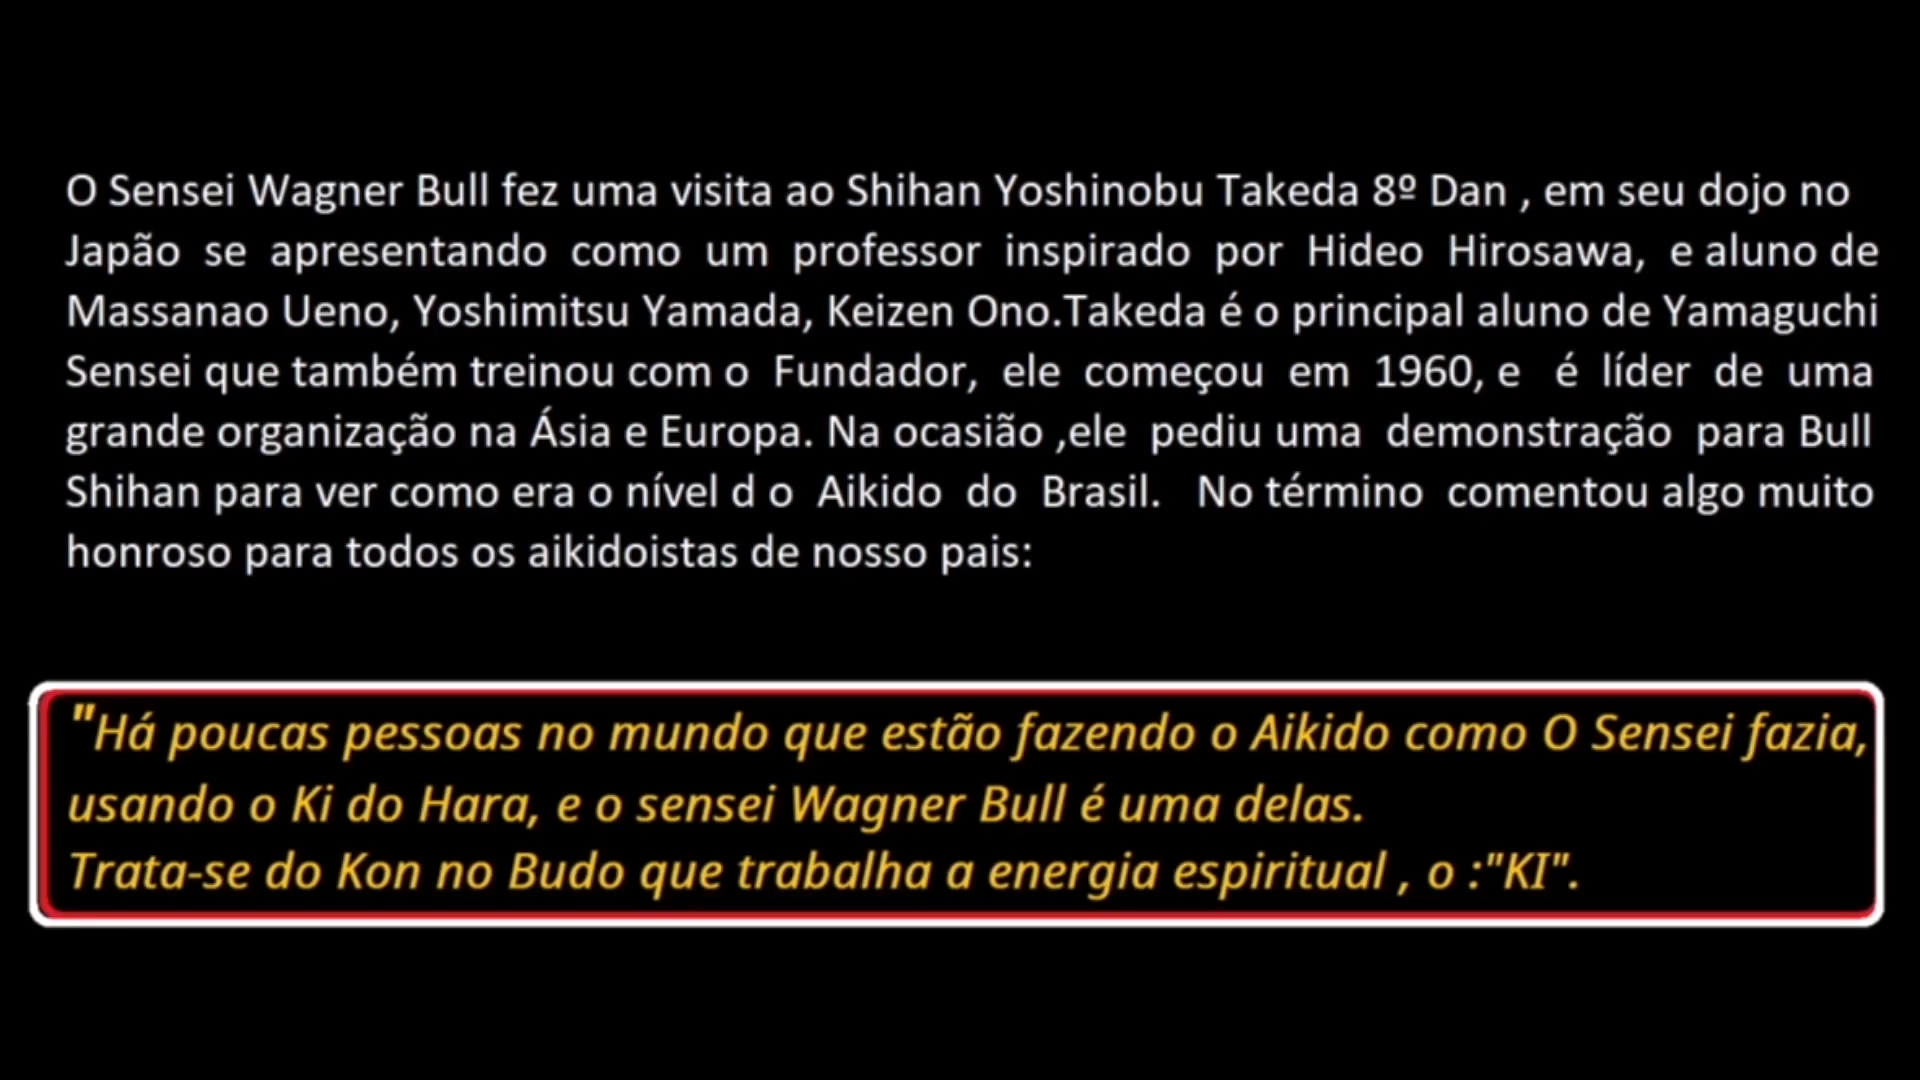 O Sensei Wagner Bull fez uma visita ao Shihan Yoshinobu Takeda 8º Dan , em seu dojo no
Japão se apresentando como um professor inspirado por Hideo Hirosawa, e aluno de
Massanao Ueno, Yoshimitsu Yamada, Keizen Ono.Takeda é o principal aluno de Yamaguchi
Sensei que também treinou com o Fundador, ele começou em 1960, e é líder de uma
grande organização na Ásia e Europa. Na ocasião ,ele pediu uma demonstração para Bull
Shihan para ver como era o nível d o Aikido do Brasil. No término comentou algo muito
honroso para todos os aikidoistas de nosso pais:
"Há poucas pessoas no mundo que estão fazendo o Aikido como O Sensei fazia,
usando o Ki do Hara, e o sensei Wagner Bull é uma delas.
Trata-se do Kon no Budo que trabalha a energia espiritual , o :"KI".